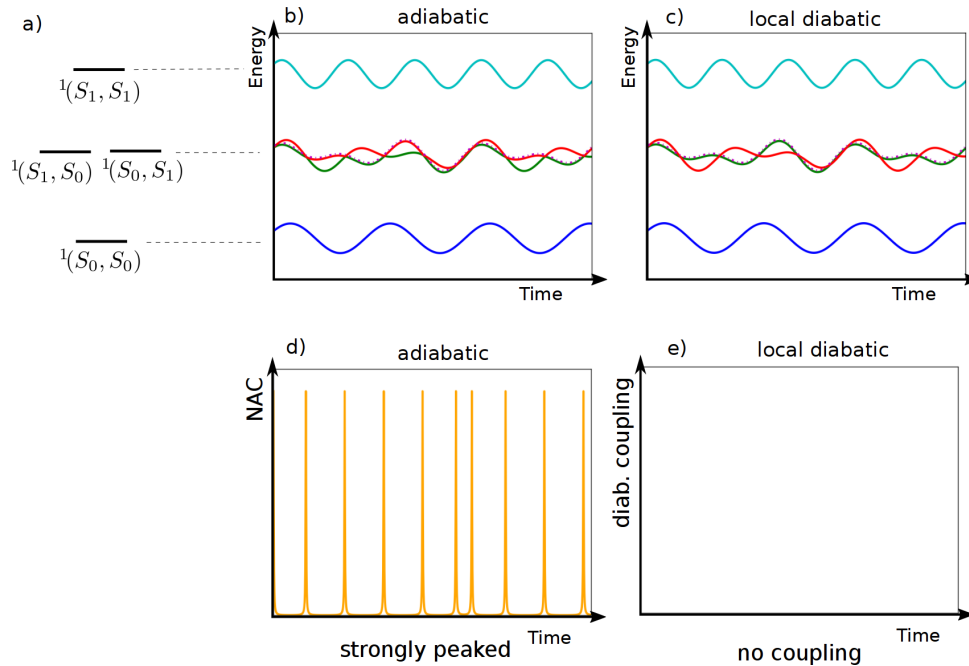 a)
¹(S₁, S₁)
¹(S₁, S₀) ¹(S₀, S₁)
¹(S₀, S₀)
b)
adiabatic
Energy
Time
c)
local diabatic
Energy
Time
d)
adiabatic
NAC
Time
strongly peaked
e)
local diabatic
diab. coupling
Time
no coupling